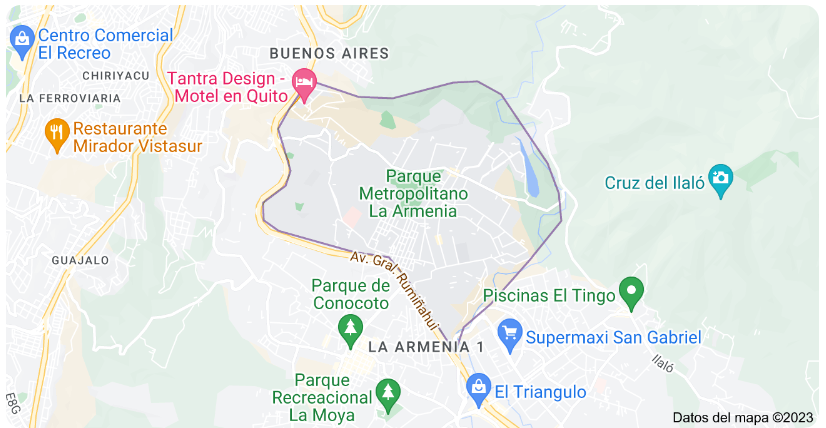 Centro Comercial
El Recreo
BUENOS AIRES
CHIRIYACU
Tantra Design -
Motel en Quito
LA FERROVIARIA
Restaurante
Mirador Vistasur
Parque
Metropolitano
La Armenia
Cruz del Ilaló
GUAJALO
Av. Gral. Rumiñahui
Parque de
Conocoto
Piscinas El Tingo
Supermaxi San Gabriel
LA ARMENIA 1
Ilaló
Parque
Recreacional
La Moya
El Triangulo
E8G
Datos del mapa ©2023